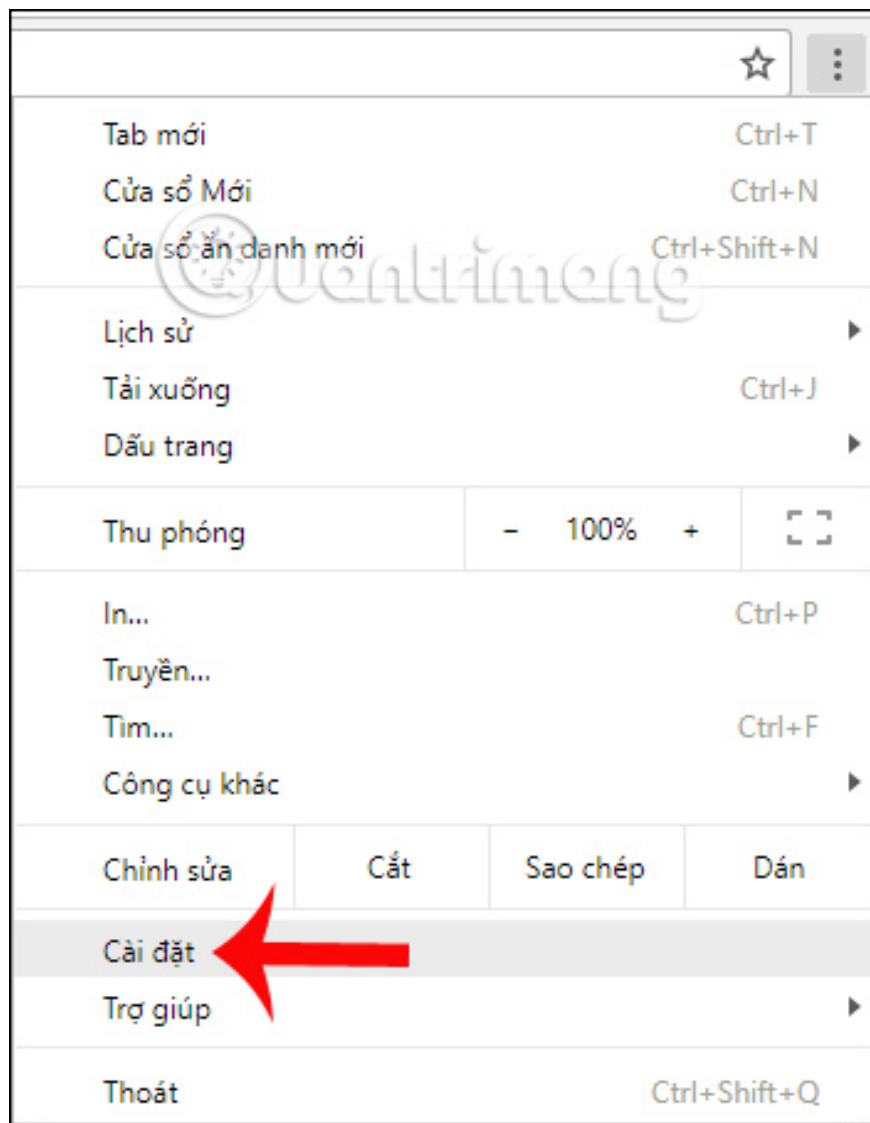 Tab mới Ctrl+T
Cửa sổ Mới Ctrl+N
Cửa sổ ẩn danh mới Ctrl+Shift+N
Quantrimang
Lịch sử
Tải xuống Ctrl+J
Dấu trang
Thu phóng - 100% +
In... Ctrl+P
Truyền...
Tìm... Ctrl+F
Công cụ khác
Chỉnh sửa Cắt Sao chép Dán
Cài đặt
Trợ giúp
Thoát Ctrl+Shift+Q